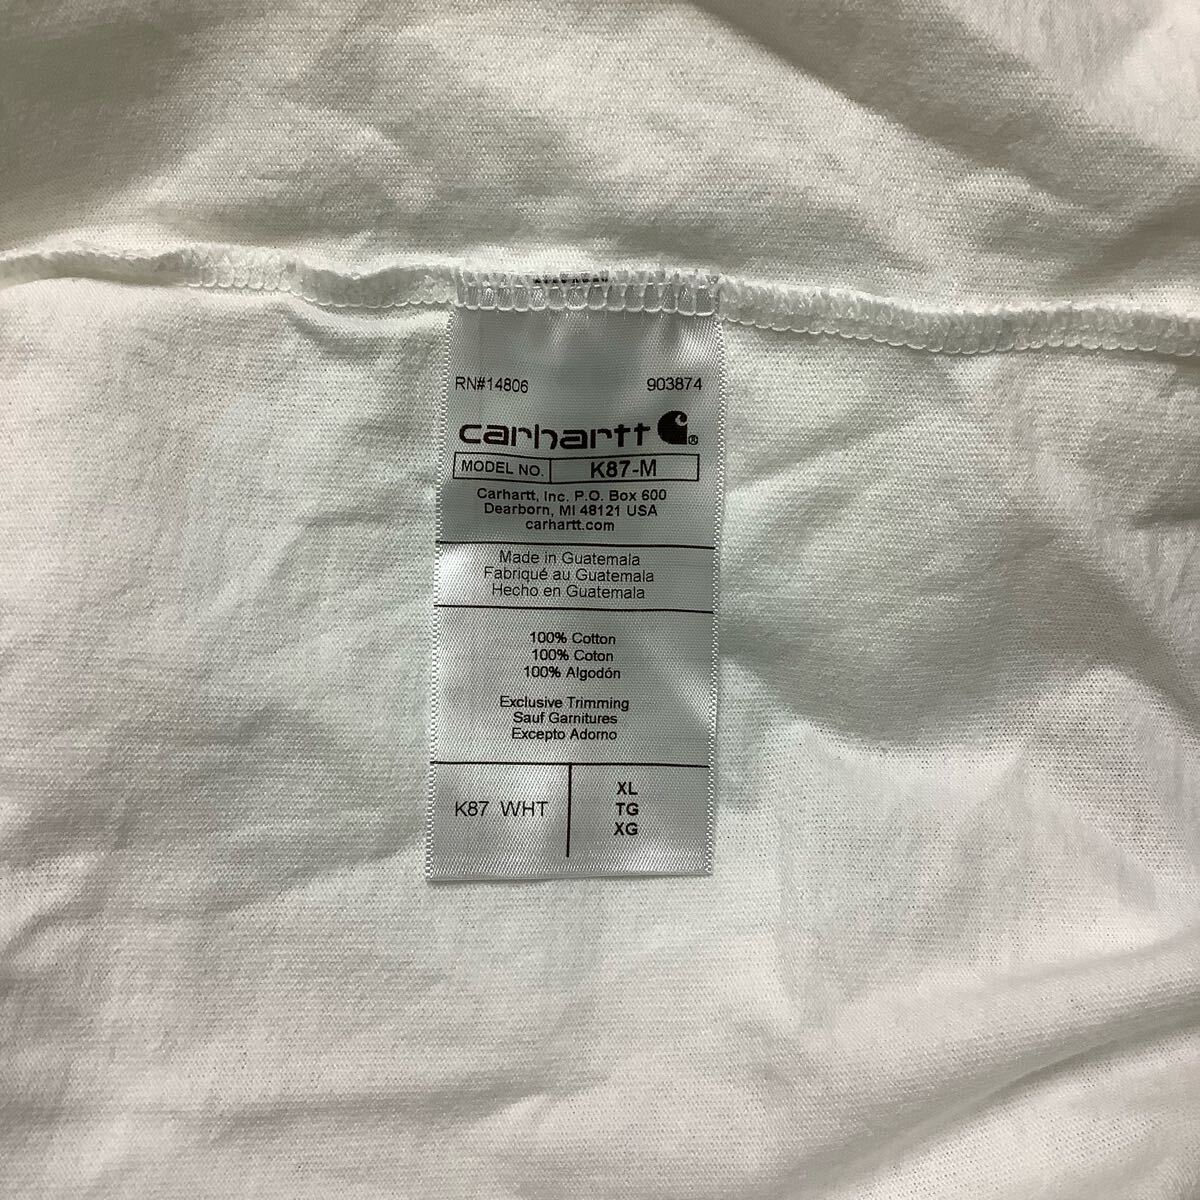 RN#14806 903874
carhartt ®
MODEL NO. K87-M
Carhartt, Inc. P.O. Box 600
Dearborn, MI 48121 USA
carhartt.com
Made in Guatemala
Fabriqué au Guatemala
Hecho en Guatemala
100% Cotton
100% Coton
100% Algodón
Exclusive Trimming
Sauf Garnitures
Excepto Adorno
K87 WHT
XL
TG
XG